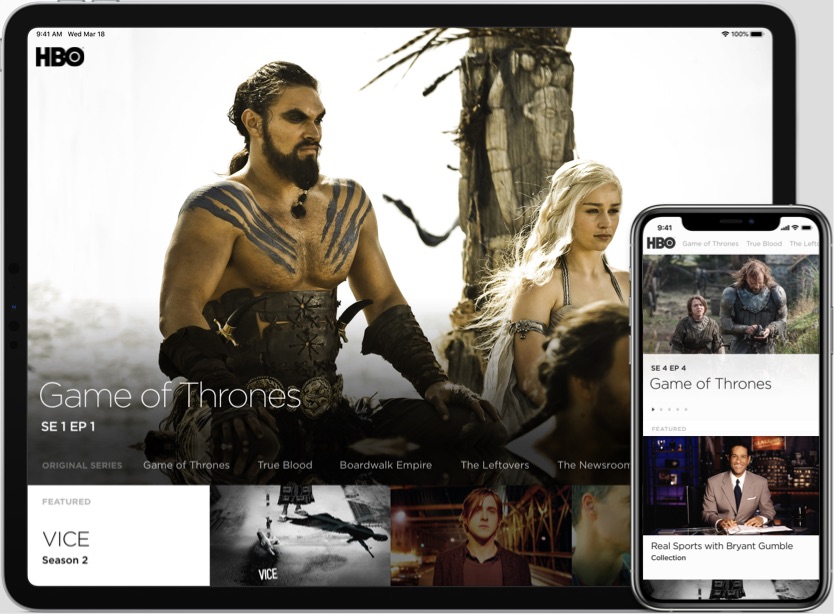 9:41 AM Wed Mar 18
100%
HBO
Game of Thrones
SE 1 EP 1
ORIGINAL SERIES Game of Thrones True Blood Boardwalk Empire The Leftovers The Newsroom
FEATURED
VICE
Season 2
VICE
9:41
HBO Game of Thrones True Blood The Lefto
SE 4 EP 4
Game of Thrones
FEATURED
Real Sports with Bryant Gumble
Collection